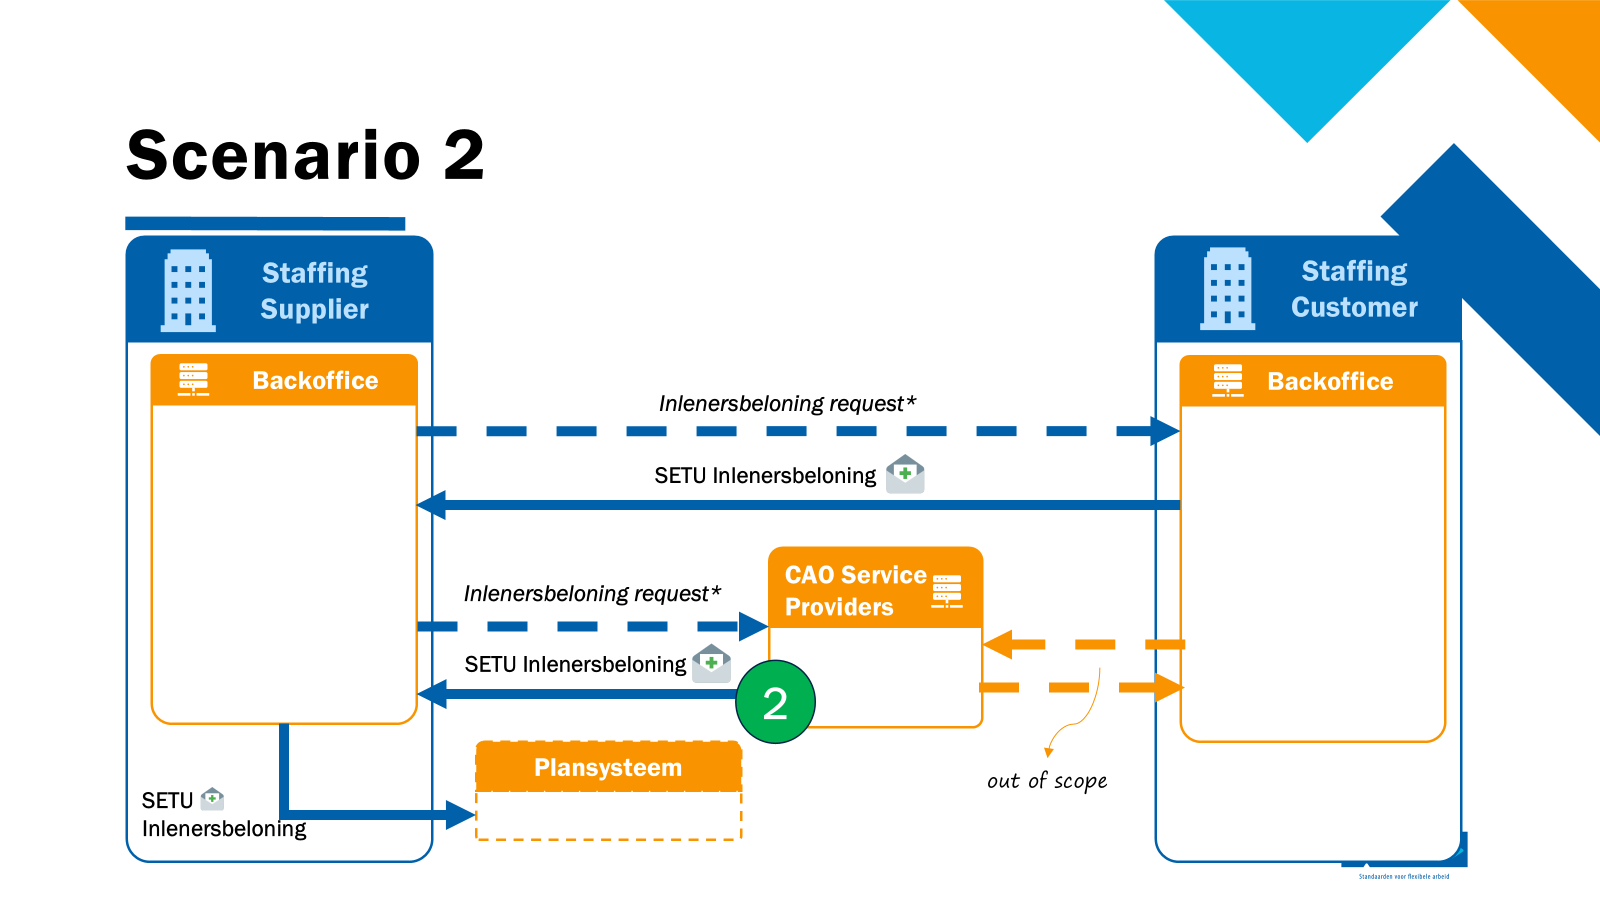 Scenario 2
Staffing
Supplier
Staffing
Customer
Backoffice
Backoffice
Inlenersbeloning request*
SETU Inlenersbeloning
CAO Service
Providers
Inlenersbeloning request*
SETU Inlenersbeloning
2
Plansysteem
out of scope
SETU
Inlenersbeloning
Standaarden voor flexibele arbeid